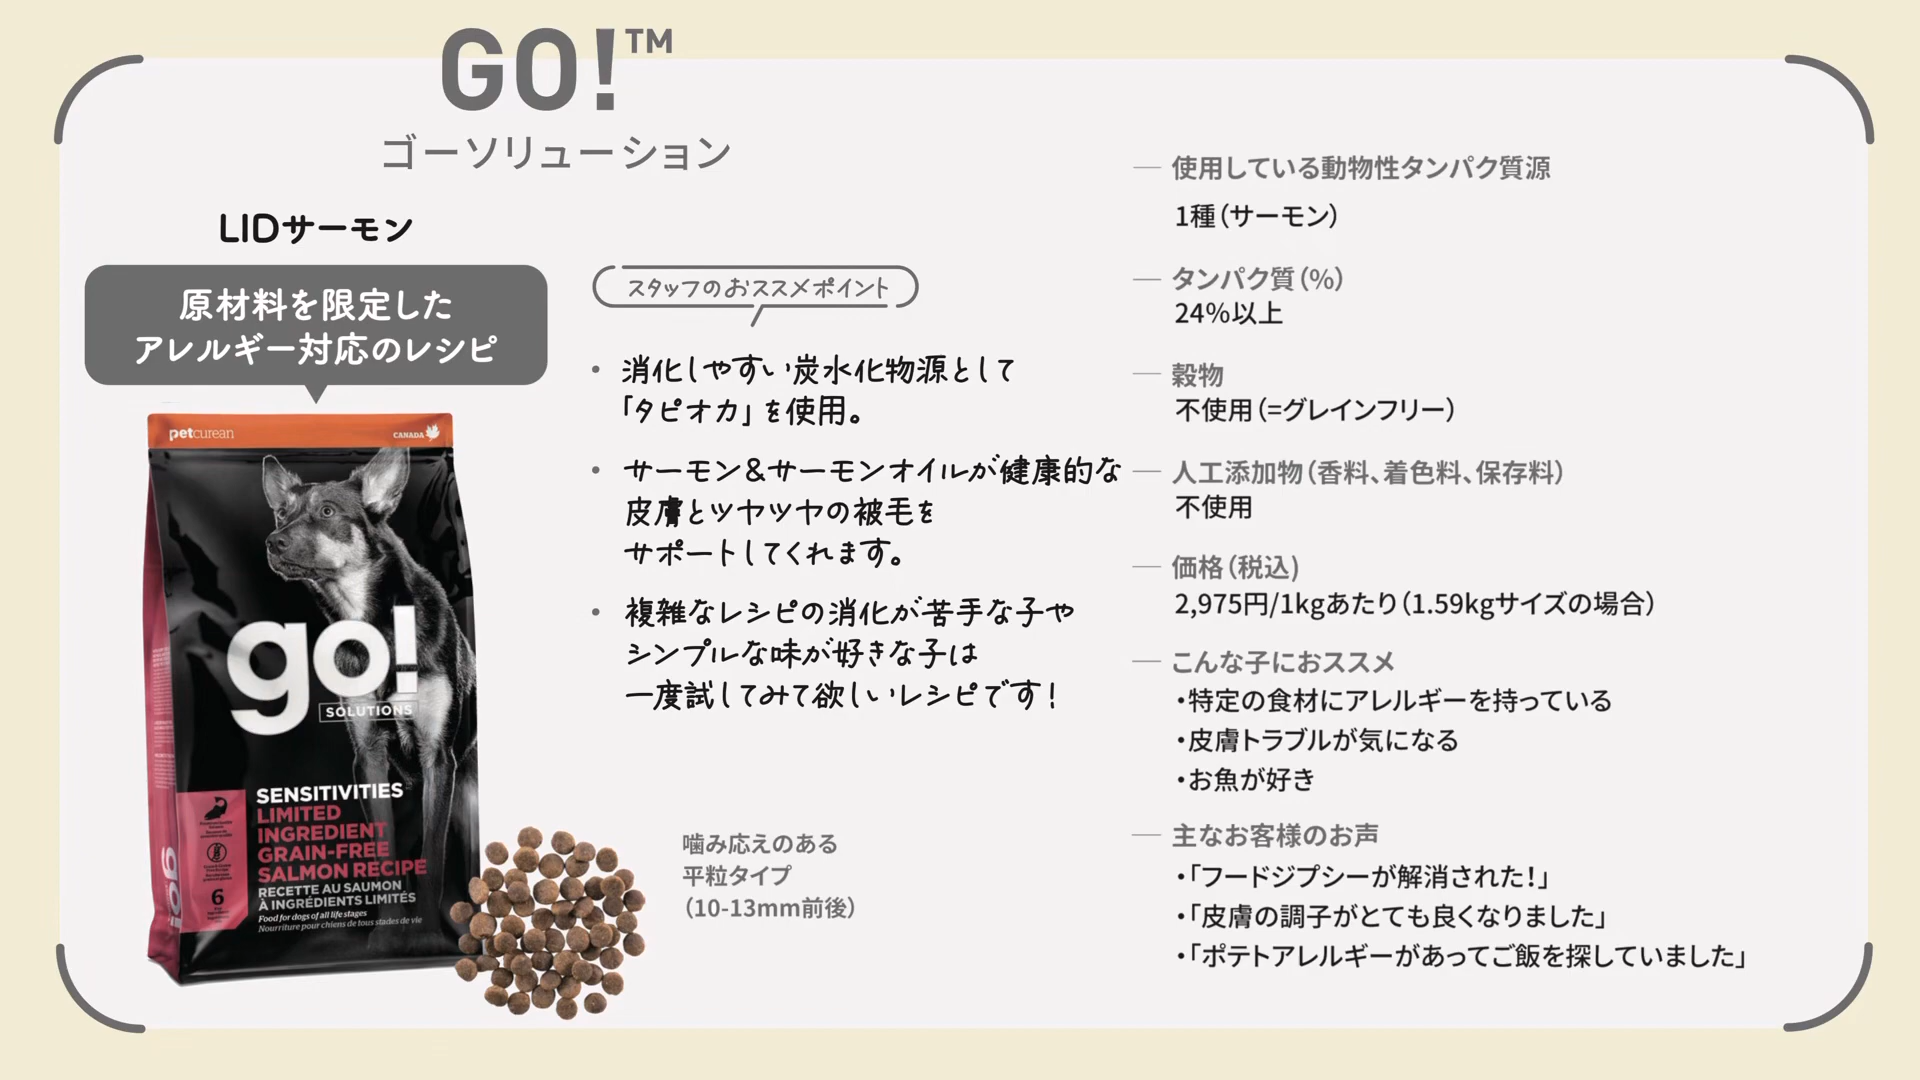 GO!™
ゴーソリューション
LIDサーモン
原材料を限定した
アレルギー対応のレシピ
petcurean
CANADA
go!
SOLUTIONS
SENSITIVITIES
LIMITED
INGREDIENT
GRAIN-FREE
SALMON RECIPE
RECETTE AU SAUMON
À INGRÉDIENTS LIMITÉS
Food for dogs of all life stages
Nourriture pour chiens de tous stades de vie
6
go!
スタッフのおススメポイント
• 消化しやすい炭水化物源として
「タピオカ」を使用。
• サーモン&サーモンオイルが健康的な
皮膚とツヤツヤの被毛を
サポートしてくれます。
• 複雑なレシピの消化が苦手な子や
シンプルな味が好きな子は
一度試してみて欲しいレシピです!
噛み応えのある
平粒タイプ
(10-13mm前後)
使用している動物性タンパク質源
1種(サーモン)
タンパク質(%)
24%以上
穀物
不使用(=グレインフリー)
人工添加物(香料、着色料、保存料)
不使用
価格(税込)
2,975円/1kgあたり(1.59kgサイズの場合)
こんな子におススメ
・特定の食材にアレルギーを持っている
・皮膚トラブルが気になる
・お魚が好き
主なお客様のお声
・「フードジプシーが解消された!」
・「皮膚の調子がとても良くなりました」
・「ポテトアレルギーがあってご飯を探していました」